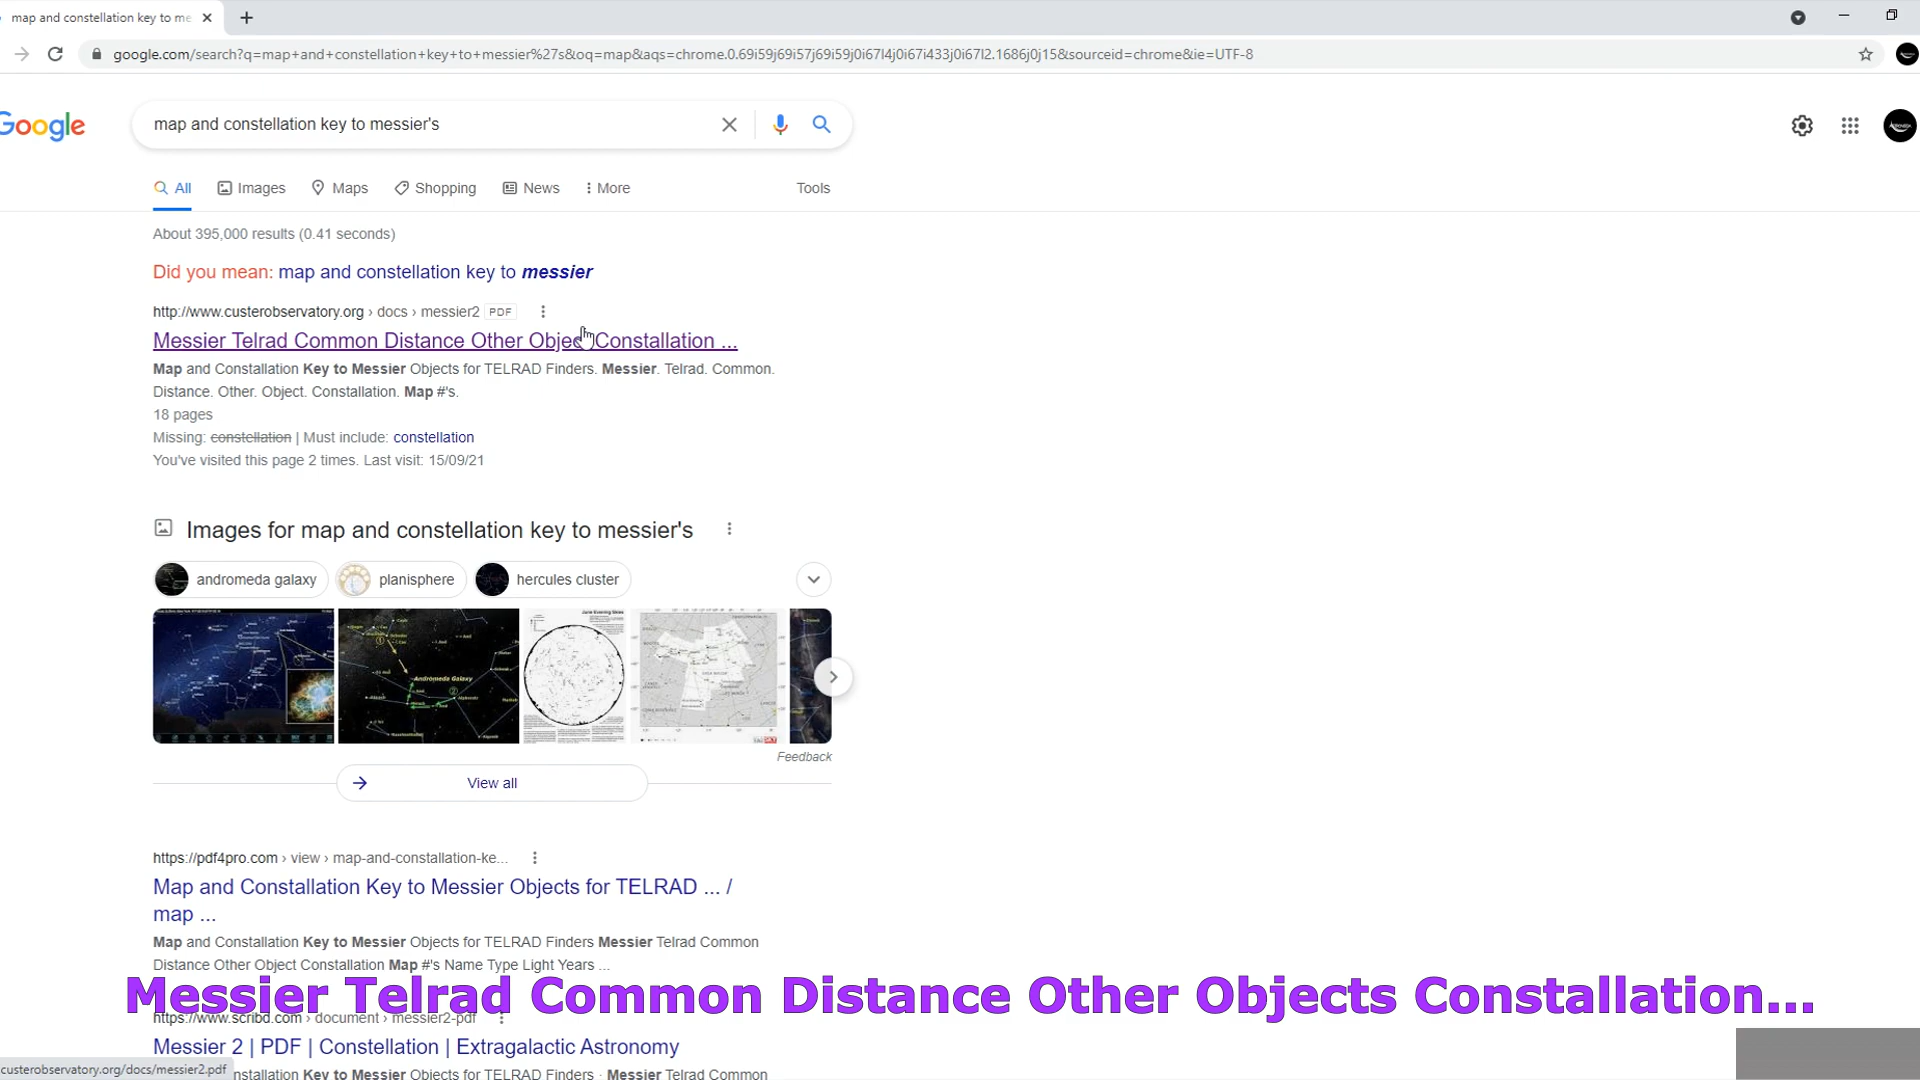 map and constellation key to me
google.com/search?q=map+and+constellation+key+to+messier%27s&oq=map&aqs=chrome.0.69i59j69i57j69i59j0i67l4j0i67i433j0i67l2.1686j0j15&sourceid=chrome&ie=UTF-8
Google
map and constellation key to messier's
All Images Maps Shopping News More Tools
About 395,000 results (0.41 seconds)
Did you mean: map and constellation key to messier
http://www.custerobservatory.org › docs › messier2 PDF
Messier Telrad Common Distance Other Object Constallation ...
Map and Constallation Key to Messier Objects for TELRAD Finders. Messier. Telrad. Common.
Distance. Other. Object. Constallation. Map #'s.
18 pages
Missing: constellation | Must include: constellation
You've visited this page 2 times. Last visit: 15/09/21
Images for map and constellation key to messier's
andromeda galaxy planisphere hercules cluster
Andromeda Galaxy
Feedback
View all
https://pdf4pro.com › view › map-and-constallation-ke...
Map and Constallation Key to Messier Objects for TELRAD ... /
map ...
Map and Constallation Key to Messier Objects for TELRAD Finders Messier Telrad Common
Distance Other Object Constallation Map #'s Name Type Light Years ...
Messier Telrad Common Distance Other Objects Constallation...
https://www.scribd.com › document › messier2-pdf
Messier 2 | PDF | Constellation | Extragalactic Astronomy
custerobservatory.org/docs/messier2.pdf
nstallation Key to Messier Objects for TELRAD Finders · Messier Telrad Common